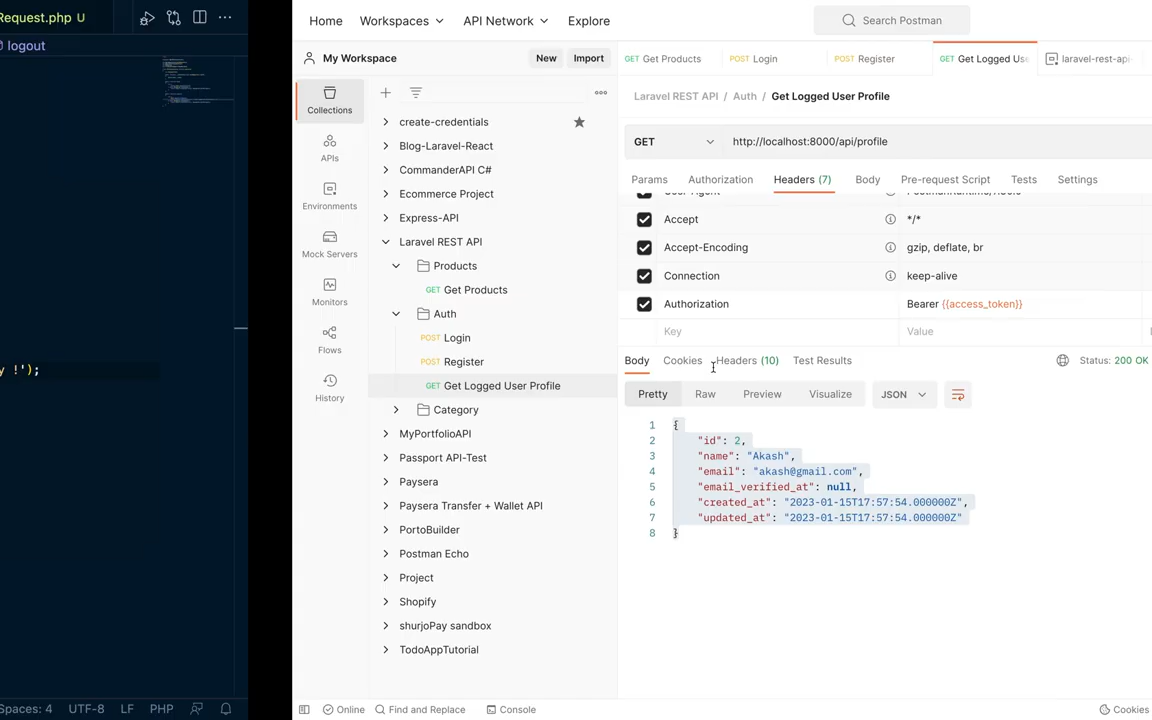 Request.php U
logout
y !');
Spaces: 4 UTF-8 LF PHP
Home Workspaces API Network Explore
Search Postman
My Workspace New Import
GET Get Products POST Login POST Register GET Get Logged Use laravel-rest-api-
Collections
APIs
Environments
Mock Servers
Monitors
Flows
History
create-credentials
Blog-Laravel-React
CommanderAPI C#
Ecommerce Project
Express-API
Laravel REST API
Products
GET Get Products
Auth
POST Login
POST Register
GET Get Logged User Profile
Category
MyPortfolioAPI
Passport API-Test
Paysera
Paysera Transfer + Wallet API
PortoBuilder
Postman Echo
Project
Shopify
shurjoPay sandbox
TodoAppTutorial
Laravel REST API / Auth / Get Logged User Profile
GET http://localhost:8000/api/profile
Params Authorization Headers (7) Body Pre-request Script Tests Settings
Accept */*
Accept-Encoding gzip, deflate, br
Connection keep-alive
Authorization Bearer {{access_token}}
Key Value
Body Cookies Headers (10) Test Results Status: 200 OK
Pretty Raw Preview Visualize JSON
1 {
2 "id": 2,
3 "name": "Akash",
4 "email": "akash@gmail.com",
5 "email_verified_at": null,
6 "created_at": "2023-01-15T17:57:54.000000Z",
7 "updated_at": "2023-01-15T17:57:54.000000Z"
8 }
Online Find and Replace Console Cookies